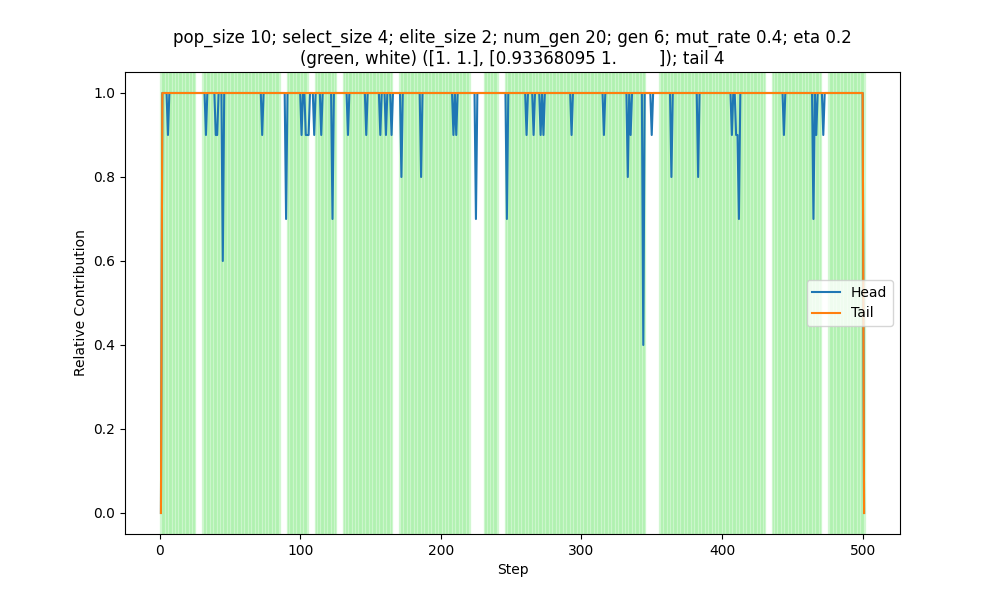 pop_size 10; select_size 4; elite_size 2; num_gen 20; gen 6; mut_rate 0.4; eta 0.2
(green, white) ([1. 1.], [0.93368095 1.         ]); tail 4
1.0
0.8
0.6
0.4
0.2
0.0
Relative Contribution
Head
Tail
0 100 200 300 400 500
Step